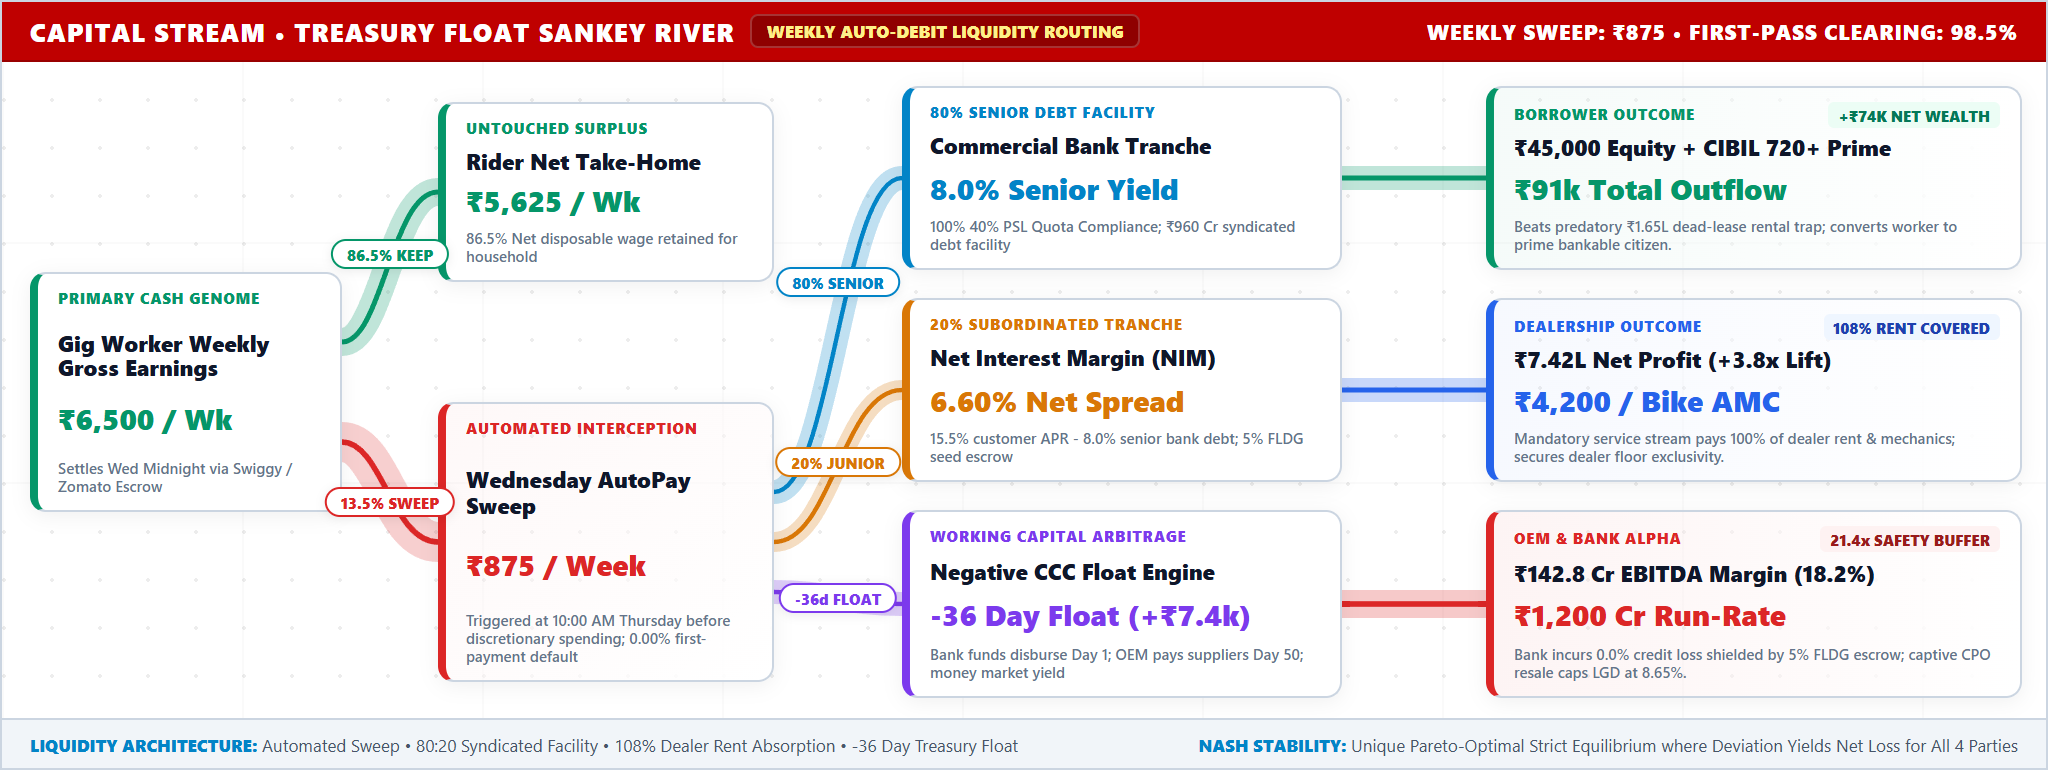 CAPITAL STREAM • TREASURY FLOAT SANKEY RIVER
WEEKLY AUTO-DEBIT LIQUIDITY ROUTING
WEEKLY SWEEP: ₹875 • FIRST-PASS CLEARING: 98.5%
PRIMARY CASH GENOME
Gig Worker Weekly
Gross Earnings
₹6,500 / Wk
Settles Wed Midnight via Swiggy /
Zomato Escrow
86.5% KEEP
13.5% SWEEP
UNTOUCHED SURPLUS
Rider Net Take-Home
₹5,625 / Wk
86.5% Net disposable wage retained for
household
AUTOMATED INTERCEPTION
Wednesday AutoPay
Sweep
₹875 / Week
Triggered at 10:00 AM Thursday before
discretionary spending; 0.00% first-
payment default
80% SENIOR
20% JUNIOR
-36d FLOAT
80% SENIOR DEBT FACILITY
Commercial Bank Tranche
8.0% Senior Yield
100% 40% PSL Quota Compliance; ₹960 Cr syndicated
debt facility
20% SUBORDINATED TRANCHE
Net Interest Margin (NIM)
6.60% Net Spread
15.5% customer APR - 8.0% senior bank debt; 5% FLDG
seed escrow
WORKING CAPITAL ARBITRAGE
Negative CCC Float Engine
-36 Day Float (+₹7.4k)
Bank funds disburse Day 1; OEM pays suppliers Day 50;
money market yield
BORROWER OUTCOME
+₹74K NET WEALTH
₹45,000 Equity + CIBIL 720+ Prime
₹91k Total Outflow
Beats predatory ₹1.65L dead-lease rental trap; converts worker to
prime bankable citizen.
DEALERSHIP OUTCOME
108% RENT COVERED
₹7.42L Net Profit (+3.8x Lift)
₹4,200 / Bike AMC
Mandatory service stream pays 100% of dealer rent & mechanics;
secures dealer floor exclusivity.
OEM & BANK ALPHA
21.4x SAFETY BUFFER
₹142.8 Cr EBITDA Margin (18.2%)
₹1,200 Cr Run-Rate
Bank incurs 0.0% credit loss shielded by 5% FLDG escrow; captive CPO
resale caps LGD at 8.65%.
LIQUIDITY ARCHITECTURE: Automated Sweep • 80:20 Syndicated Facility • 108% Dealer Rent Absorption • -36 Day Treasury Float
NASH STABILITY: Unique Pareto-Optimal Strict Equilibrium where Deviation Yields Net Loss for All 4 Parties